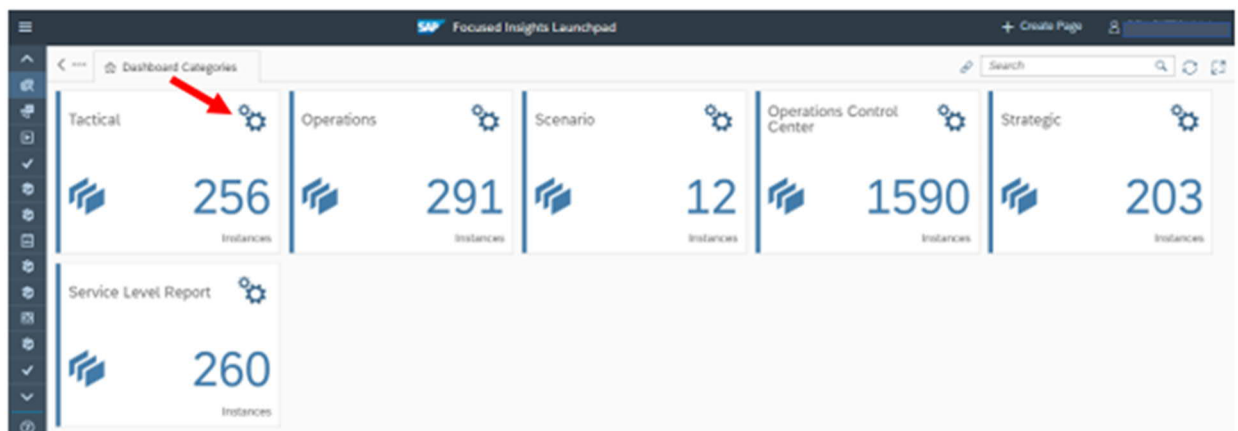 SAP Focused Insights Launchpad
+ Create Page
Dashboard Categories
Search
Tactical
256
Instances
Operations
291
Instances
Scenario
12
Instances
Operations Control
Center
1590
Instances
Strategic
203
Instances
Service Level Report
260
Instances